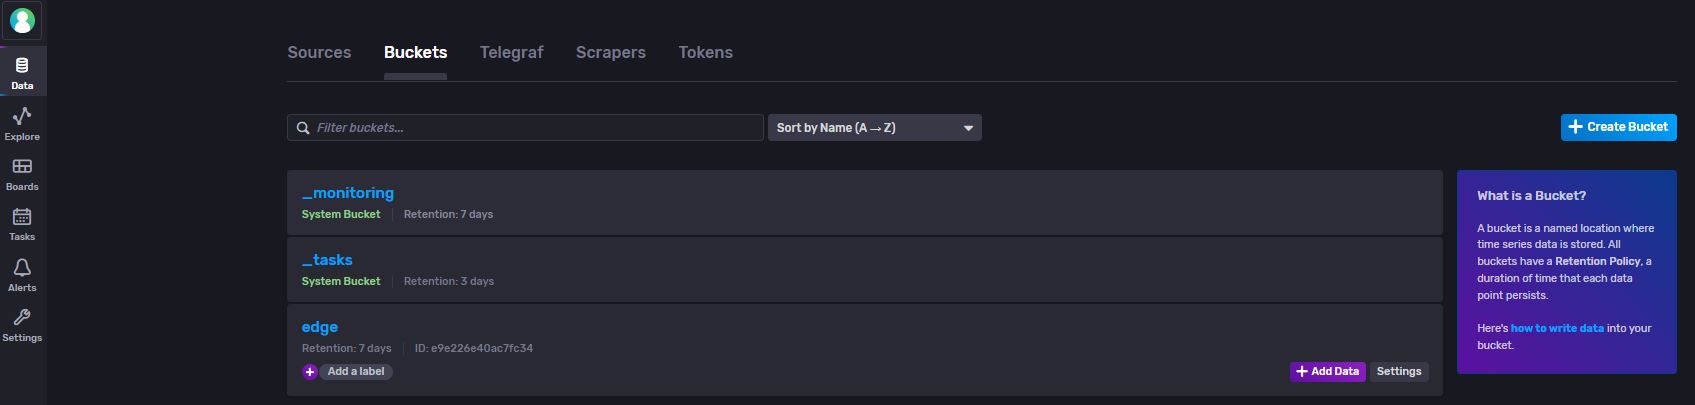 Sources Buckets Telegraf Scrapers Tokens
Data
Explore
Boards
Tasks
Alerts
Settings
Filter buckets...
Sort by Name (A → Z)
Create Bucket
_monitoring
System Bucket Retention: 7 days
_tasks
System Bucket Retention: 3 days
edge
Retention: 7 days ID: e9e226e40ac7fc34
Add a label
Add Data
Settings
What is a Bucket?
A bucket is a named location where
time series data is stored. All
buckets have a Retention Policy, a
duration of time that each data
point persists.
Here's how to write data into your
bucket.